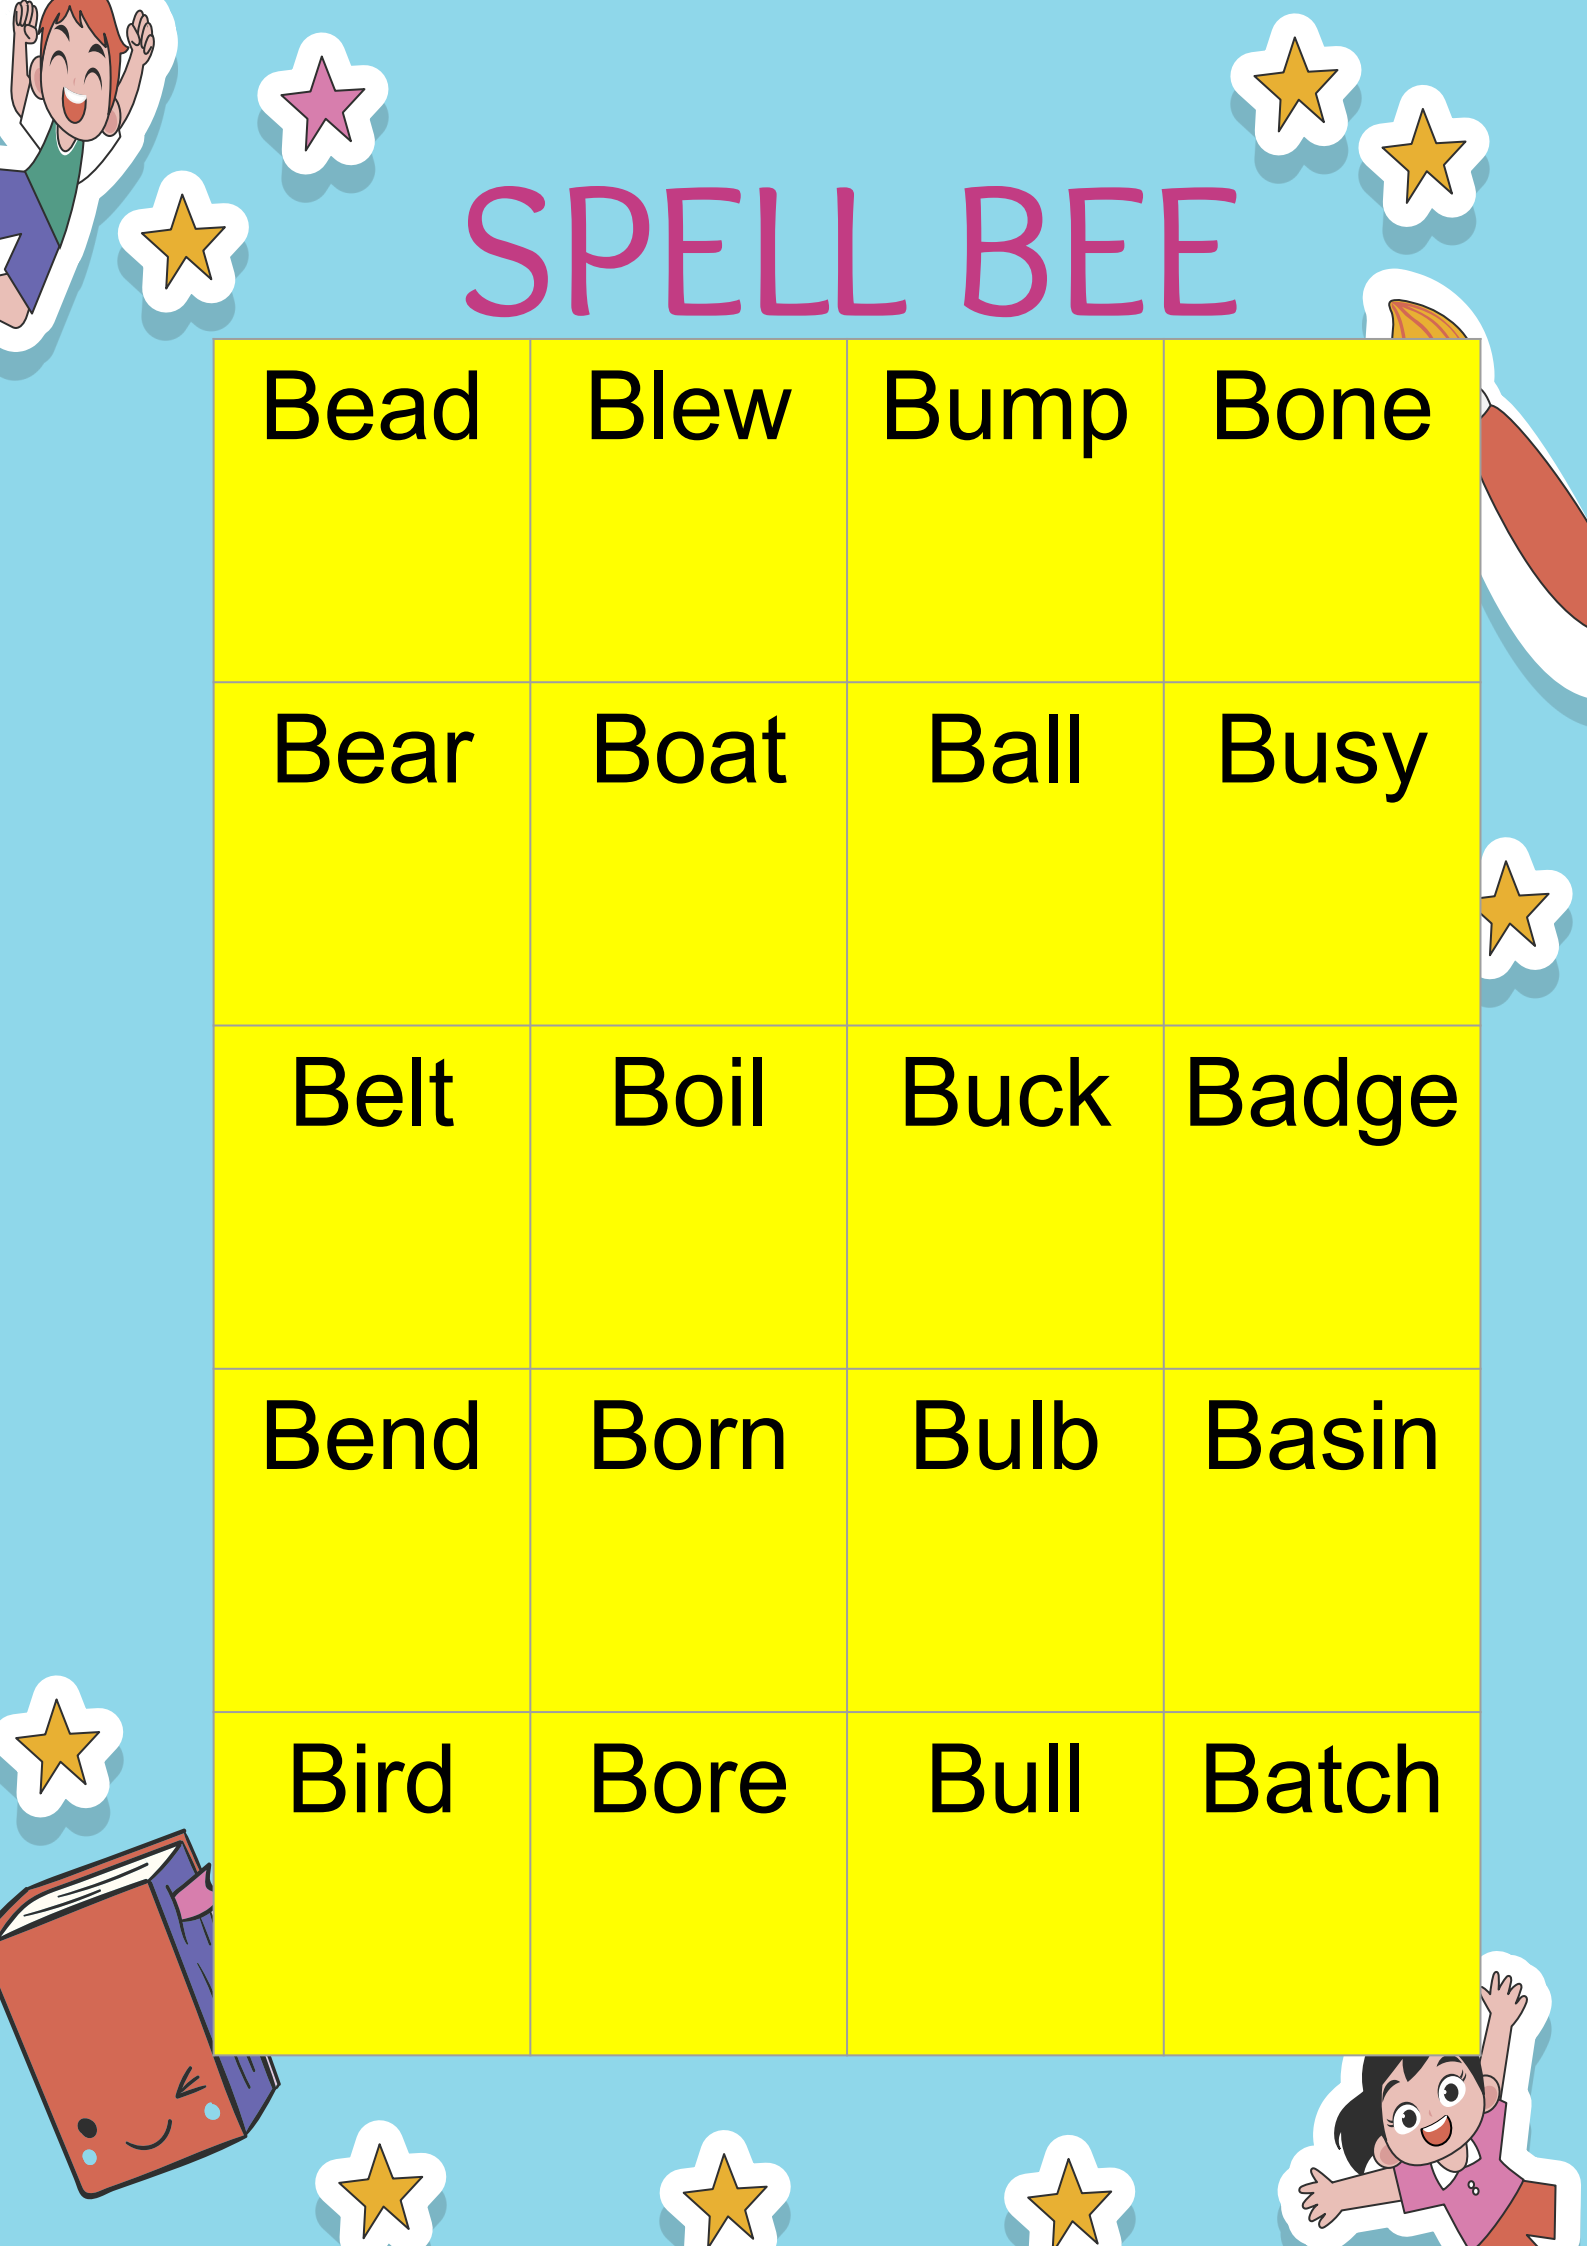 SPELL BEE
Bead Blew Bump Bone
Bear Boat Ball Busy
Belt Boil Buck Badge
Bend Born Bulb Basin
Bird Bore Bull Batch